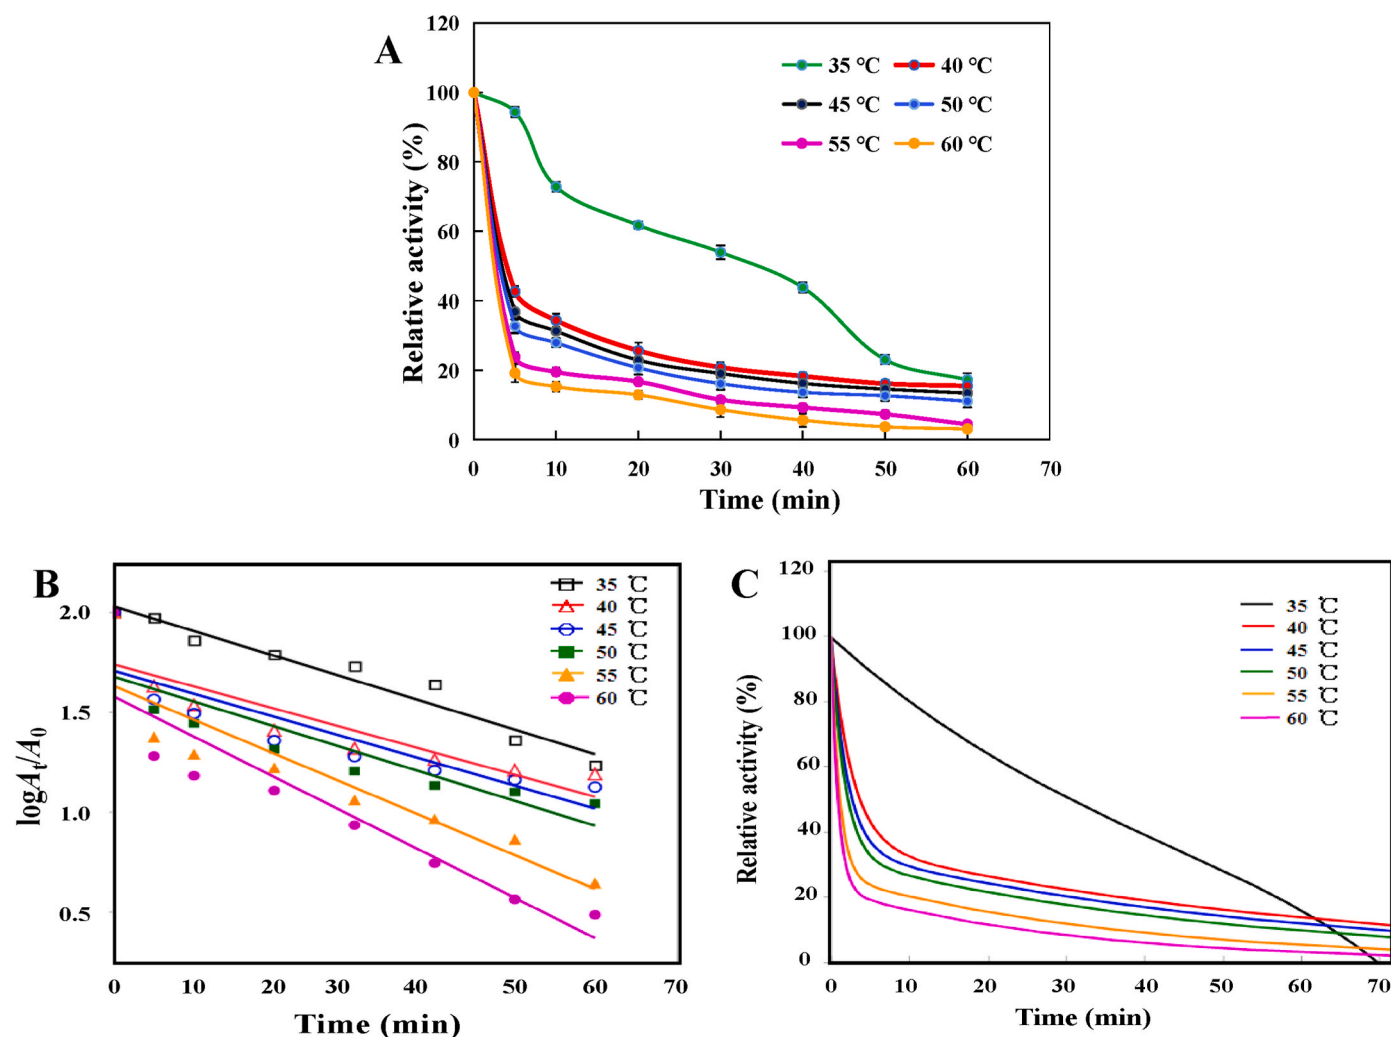 A
120
100
80
60
40
20
0
Relative activity (%)
35 °C 40 °C
45 °C 50 °C
55 °C 60 °C
0 10 20 30 40 50 60 70
Time (min)
B
2.0
1.5
1.0
0.5
logAt/A0
35 ℃
40 ℃
45 ℃
50 ℃
55 ℃
60 ℃
0 10 20 30 40 50 60 70
Time (min)
C
120
100
80
60
40
20
0
Relative activity (%)
35 ℃
40 ℃
45 ℃
50 ℃
55 ℃
60 ℃
0 10 20 30 40 50 60 70
Time (min)